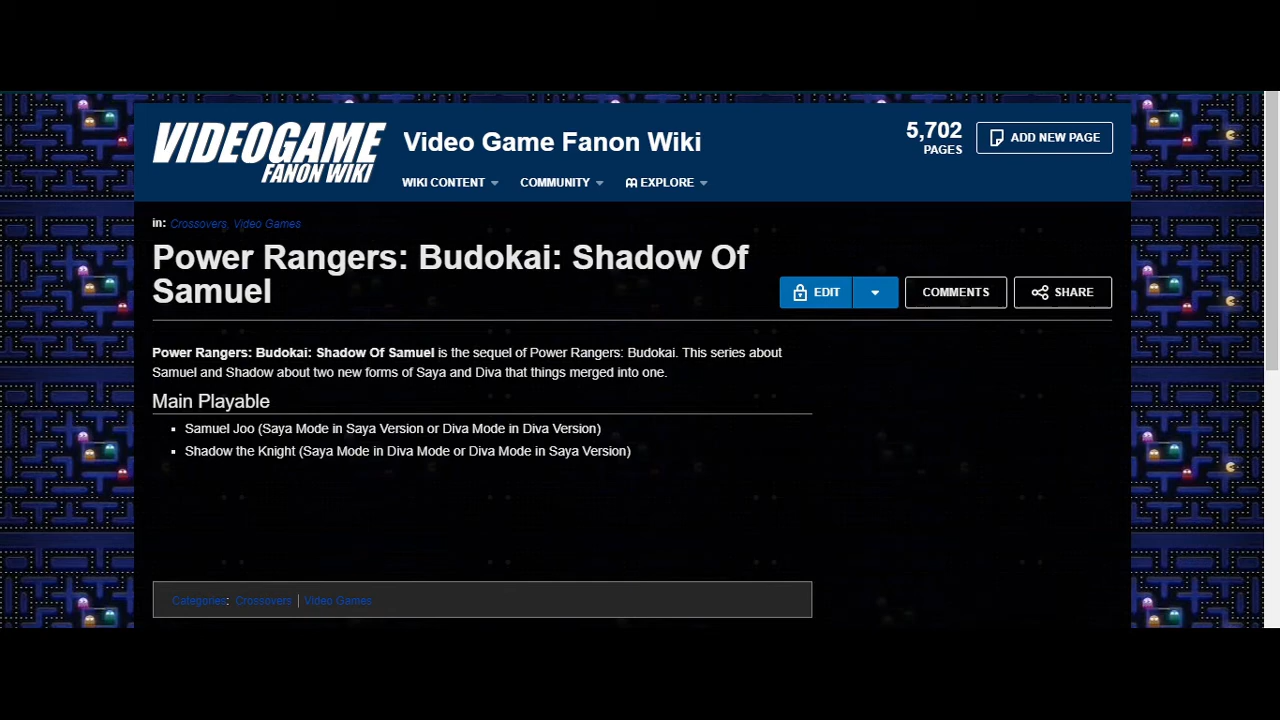 VIDEOGAME
FANON WIKI
Video Game Fanon Wiki
5,702
PAGES
ADD NEW PAGE
WIKI CONTENT
COMMUNITY
EXPLORE
in: Crossovers, Video Games
Power Rangers: Budokai: Shadow Of
Samuel
EDIT
COMMENTS
SHARE
Power Rangers: Budokai: Shadow Of Samuel is the sequel of Power Rangers: Budokai. This series about
Samuel and Shadow about two new forms of Saya and Diva that things merged into one.
Main Playable
Samuel Joo (Saya Mode in Saya Version or Diva Mode in Diva Version)
Shadow the Knight (Saya Mode in Diva Mode or Diva Mode in Saya Version)
Categories: Crossovers | Video Games